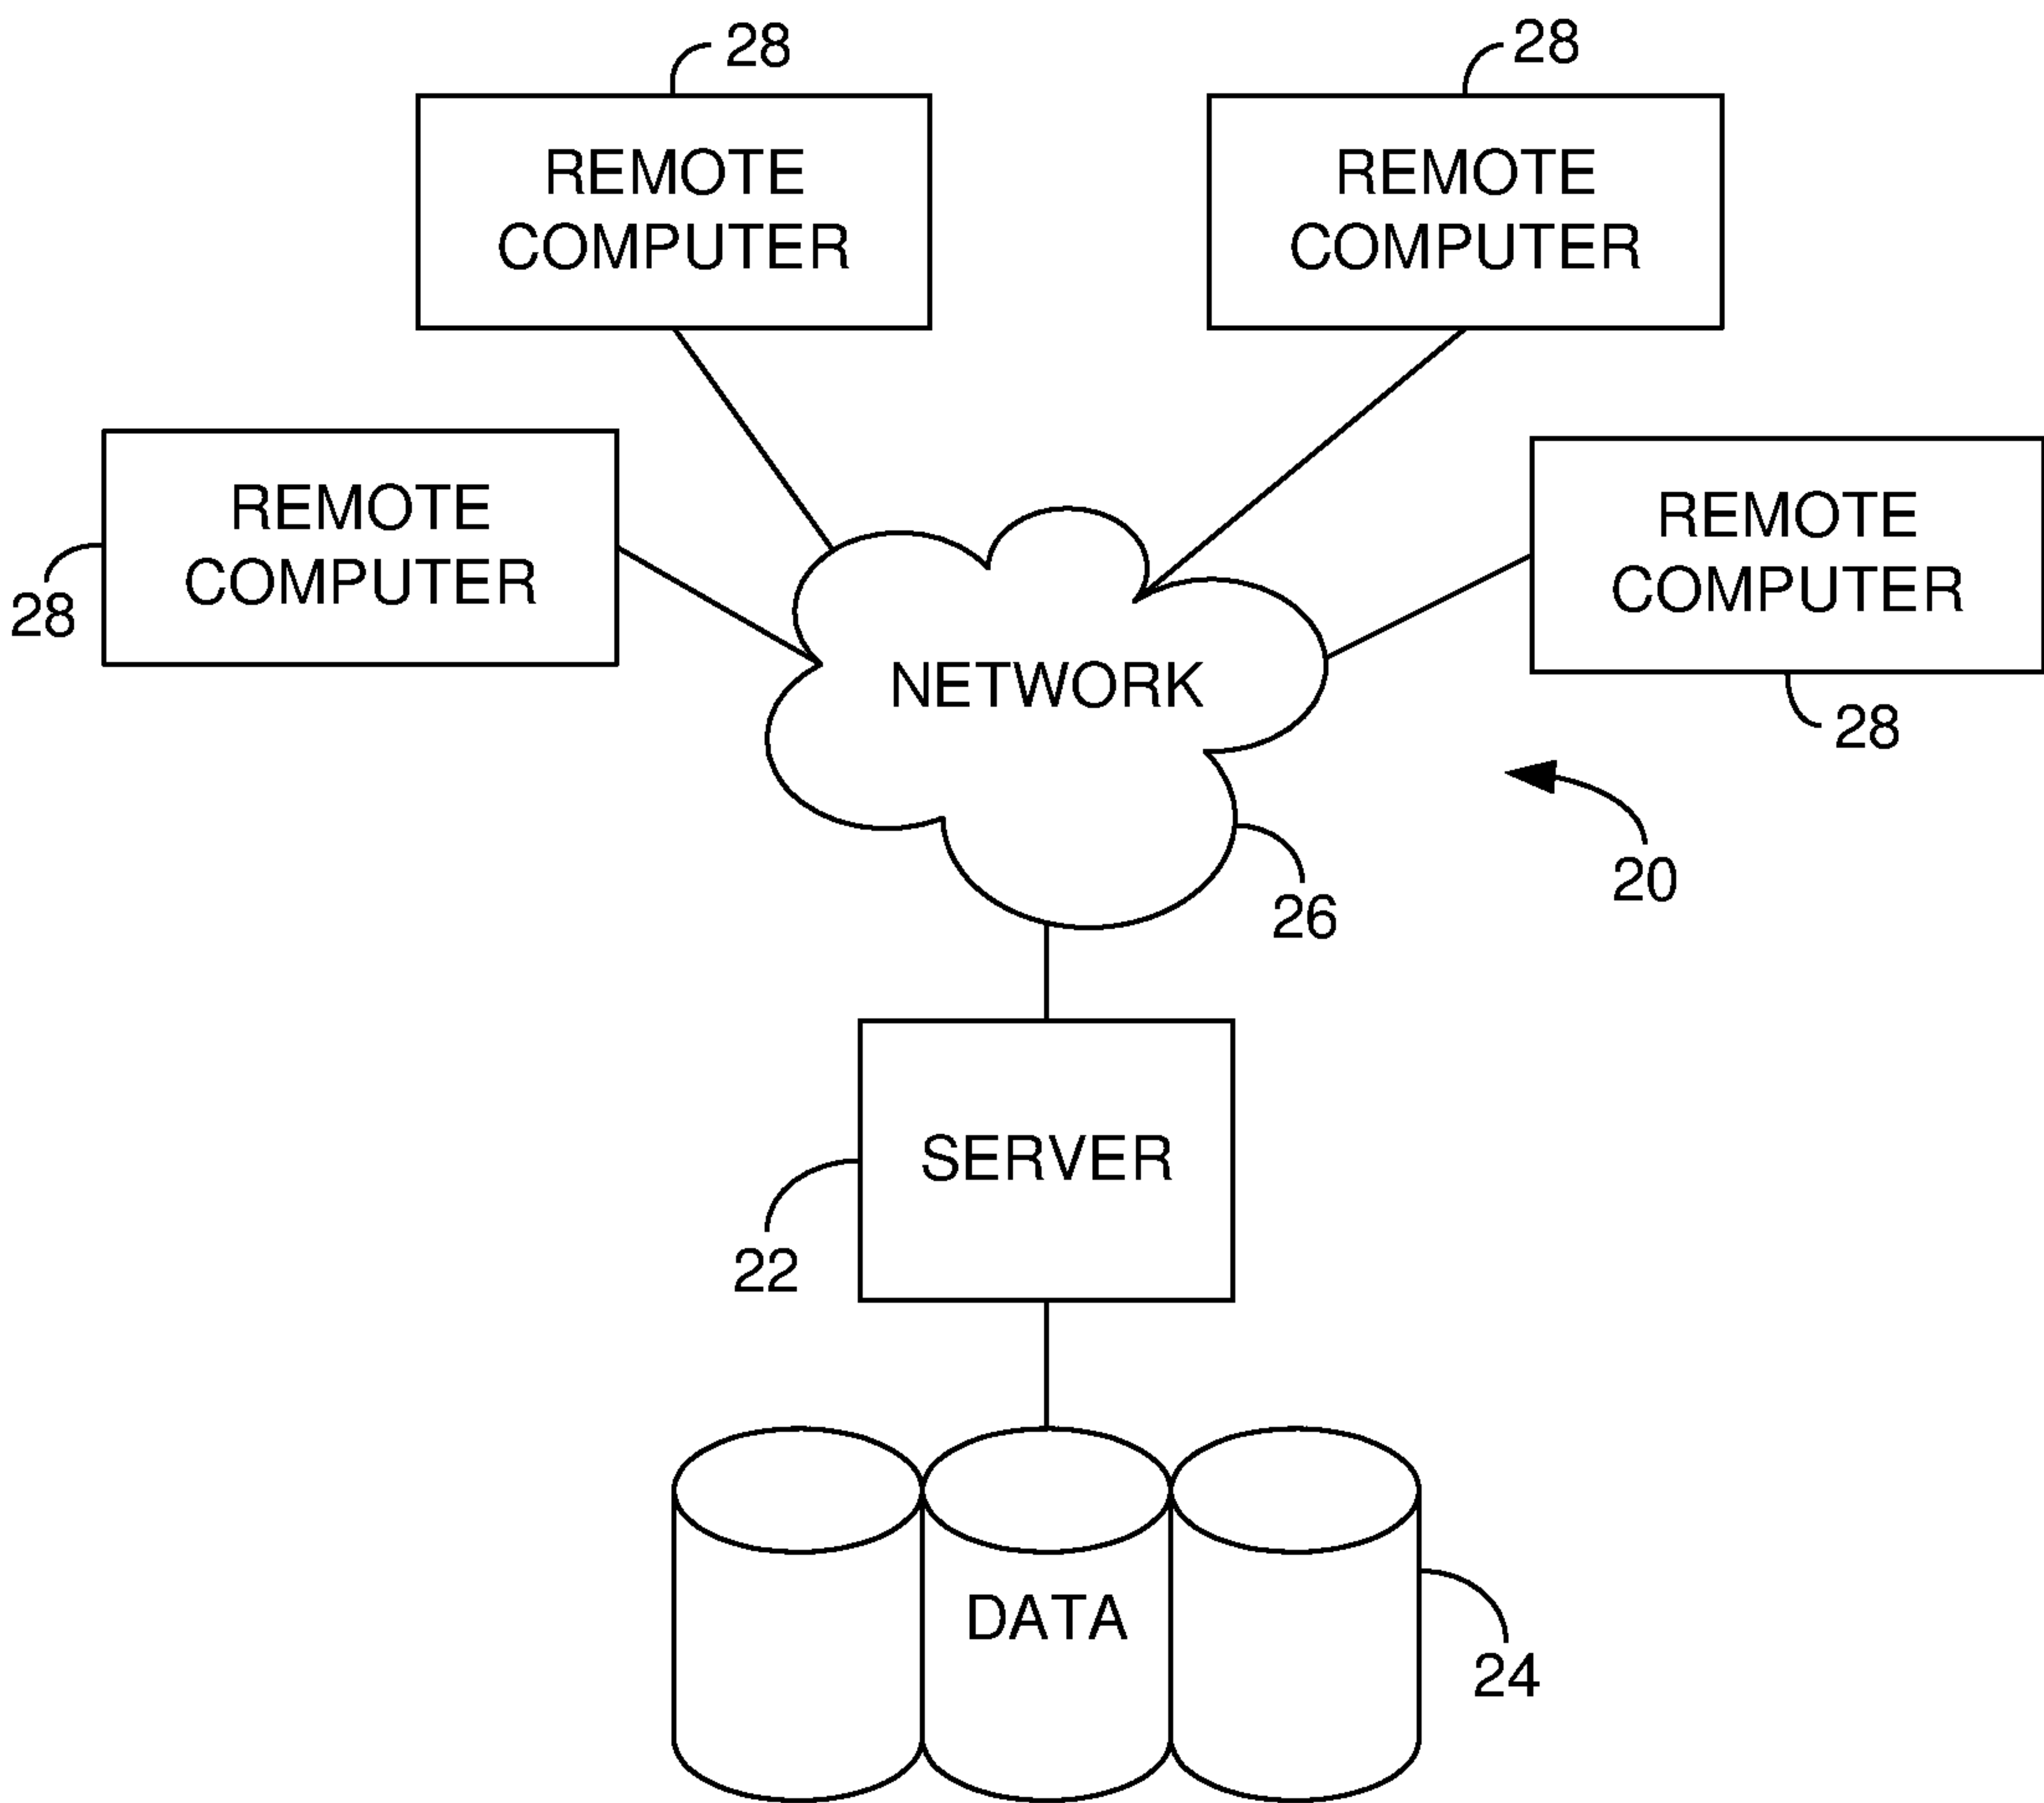 28
28
REMOTE
COMPUTER
REMOTE
COMPUTER
REMOTE
COMPUTER
28
REMOTE
COMPUTER
28
NETWORK
20
26
SERVER
22
DATA
24